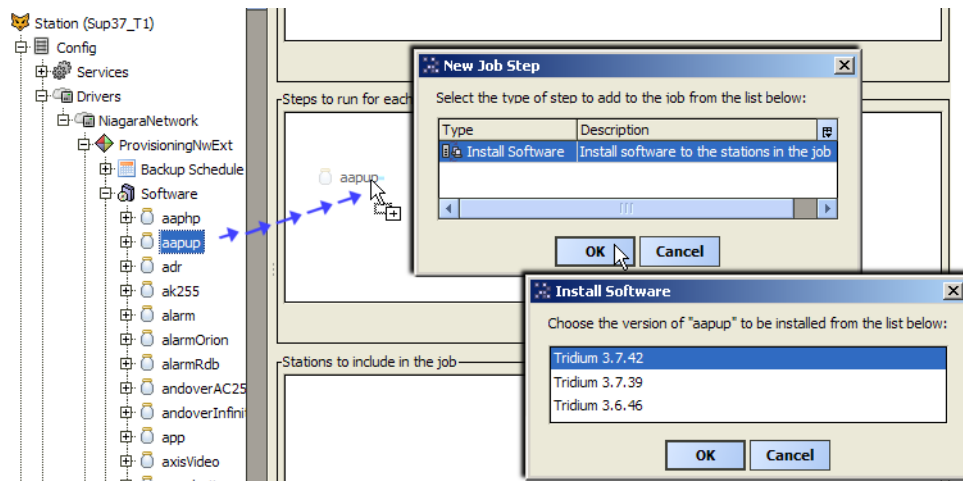 Station (Sup37_T1)
Config
Services
Drivers
NiagaraNetwork
ProvisioningNwExt
Backup Schedule
Software
aaphp
aapup
adr
ak255
alarm
alarmOrion
alarmRdb
andoverAC25
andoverInfini
app
axisVideo
Steps to run for each
aapup
New Job Step
Select the type of step to add to the job from the list below:
Type Description
Install Software Install software to the stations in the job
OK Cancel
Install Software
Choose the version of "aapup" to be installed from the list below:
Tridium 3.7.42
Tridium 3.7.39
Tridium 3.6.46
OK Cancel
Stations to include in the job